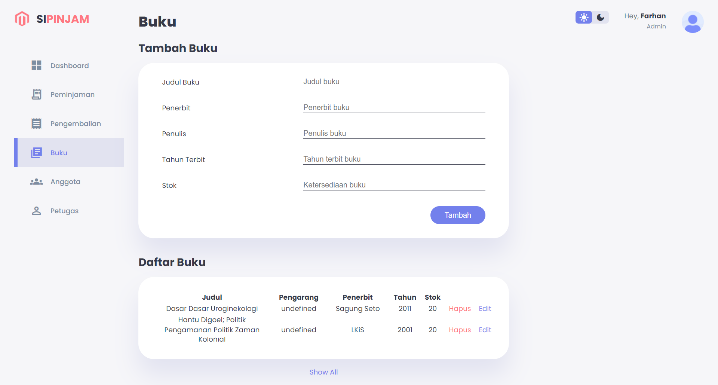 SIPINJAM
Buku
Hey, Farhan
Admin
Dashboard
Peminjaman
Pengembalian
Buku
Anggota
Petugas
Tambah Buku
Judul Buku Judul buku
Penerbit Penerbit buku
Penulis Penulis buku
Tahun Terbit Tahun terbit buku
Stok Ketersediaan buku
Tambah
Daftar Buku
Judul Pengarang Penerbit Tahun Stok
Dasar Dasar Uroginekologi undefined Sagung Seto 2011 20 Hapus Edit
Hantu Digoel; Politik
Pengamanan Politik Zaman undefined LKiS 2001 20 Hapus Edit
Kolonial
Show All